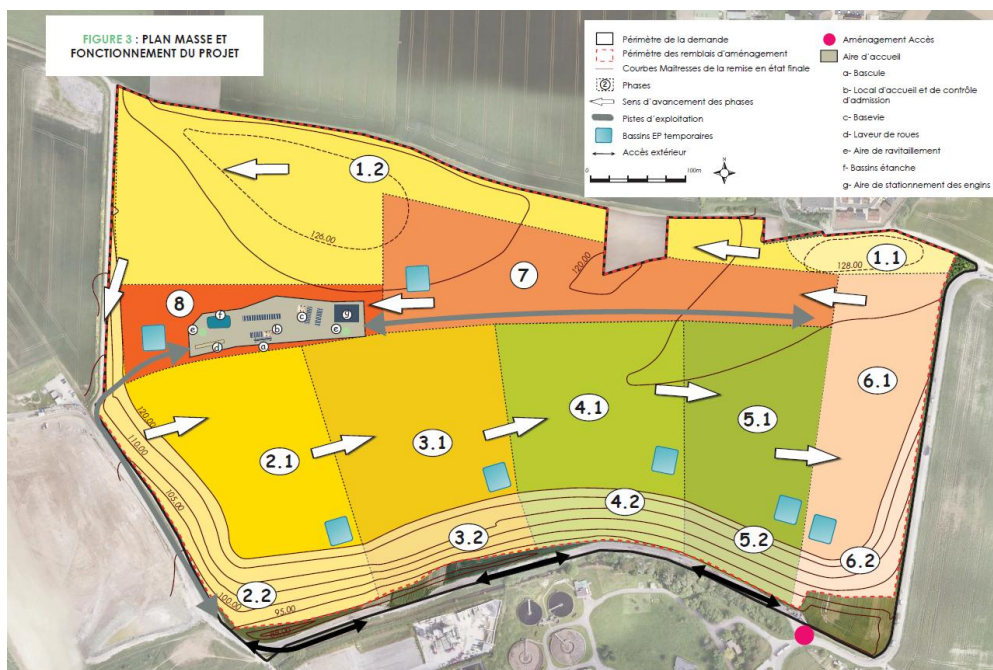 FIGURE 3 : PLAN MASSE ET
FONCTIONNEMENT DU PROJET
Périmètre de la demande
Périmètre des remblais d'aménagement
Courbes Maitresses de la remise en état finale
2 Phases
Sens d'avancement des phases
Pistes d'exploitation
Bassins EP temporaires
Accès extérieur
0 100m
Aménagement Accès
Aire d'accueil
a- Bascule
b- Local d'accueil et de contrôle
d'admission
c- Basevie
d- Laveur de roues
e- Aire de ravitaillement
f- Bassins étanche
g- Aire de stationnement des engins
1.2
126.00
1.1
128.00
120.00
7
8
f
g
c
e
b
e
d
a
6.1
4.1
5.1
3.1
2.1
120.00
110.00
105.00
100.00
95.00
4.2
3.2
5.2
6.2
2.2